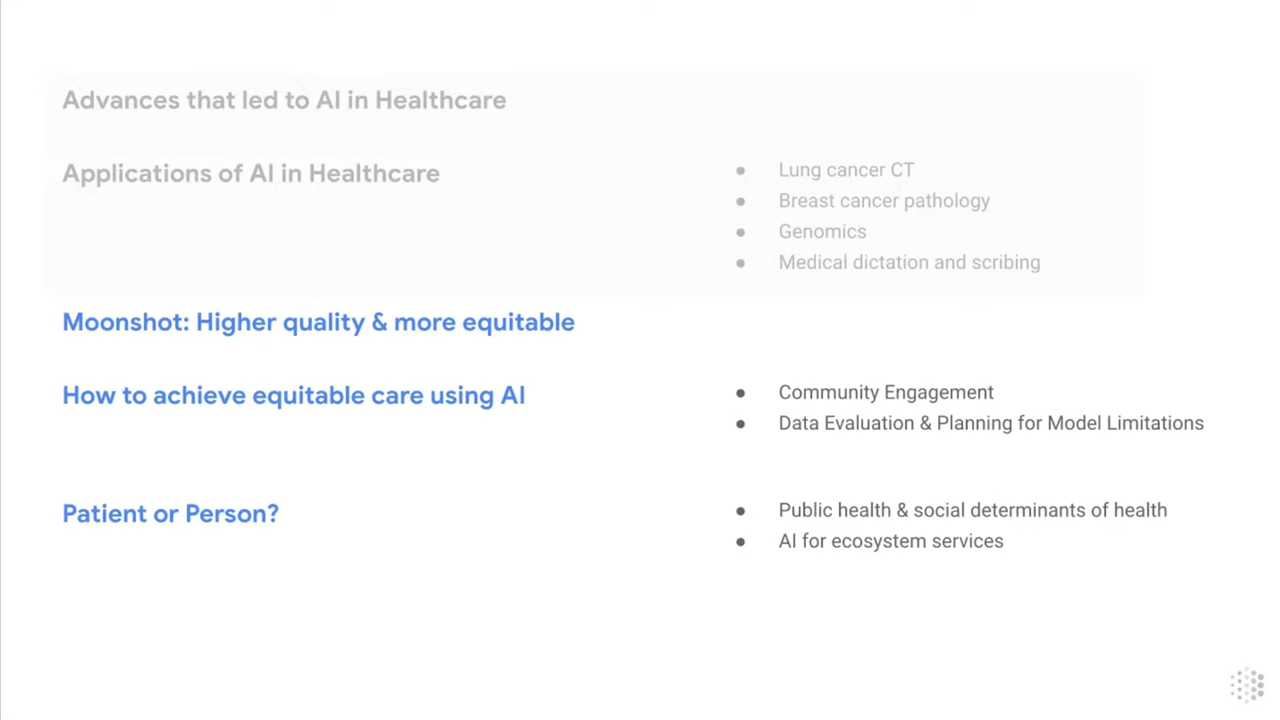 Advances that led to AI in Healthcare
Applications of AI in Healthcare
● Lung cancer CT
● Breast cancer pathology
● Genomics
● Medical dictation and scribing
Moonshot: Higher quality & more equitable
How to achieve equitable care using AI
● Community Engagement
● Data Evaluation & Planning for Model Limitations
Patient or Person?
● Public health & social determinants of health
● AI for ecosystem services